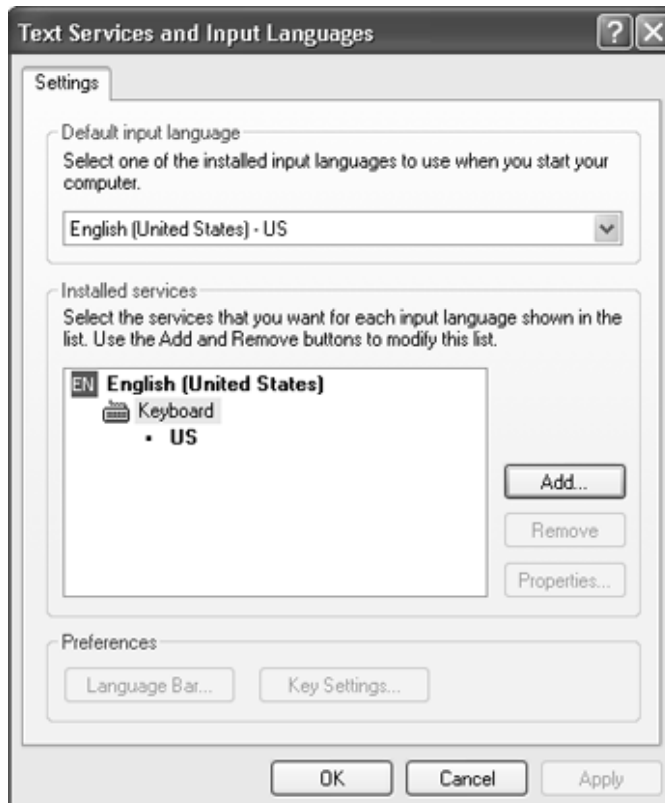 Text Services and Input Languages
Settings
Default input language
Select one of the installed input languages to use when you start your
computer.
English (United States) - US
Installed services
Select the services that you want for each input language shown in the
list. Use the Add and Remove buttons to modify this list.
EN English (United States)
Keyboard
• US
Add...
Remove
Properties...
Preferences
Language Bar...
Key Settings...
OK
Cancel
Apply